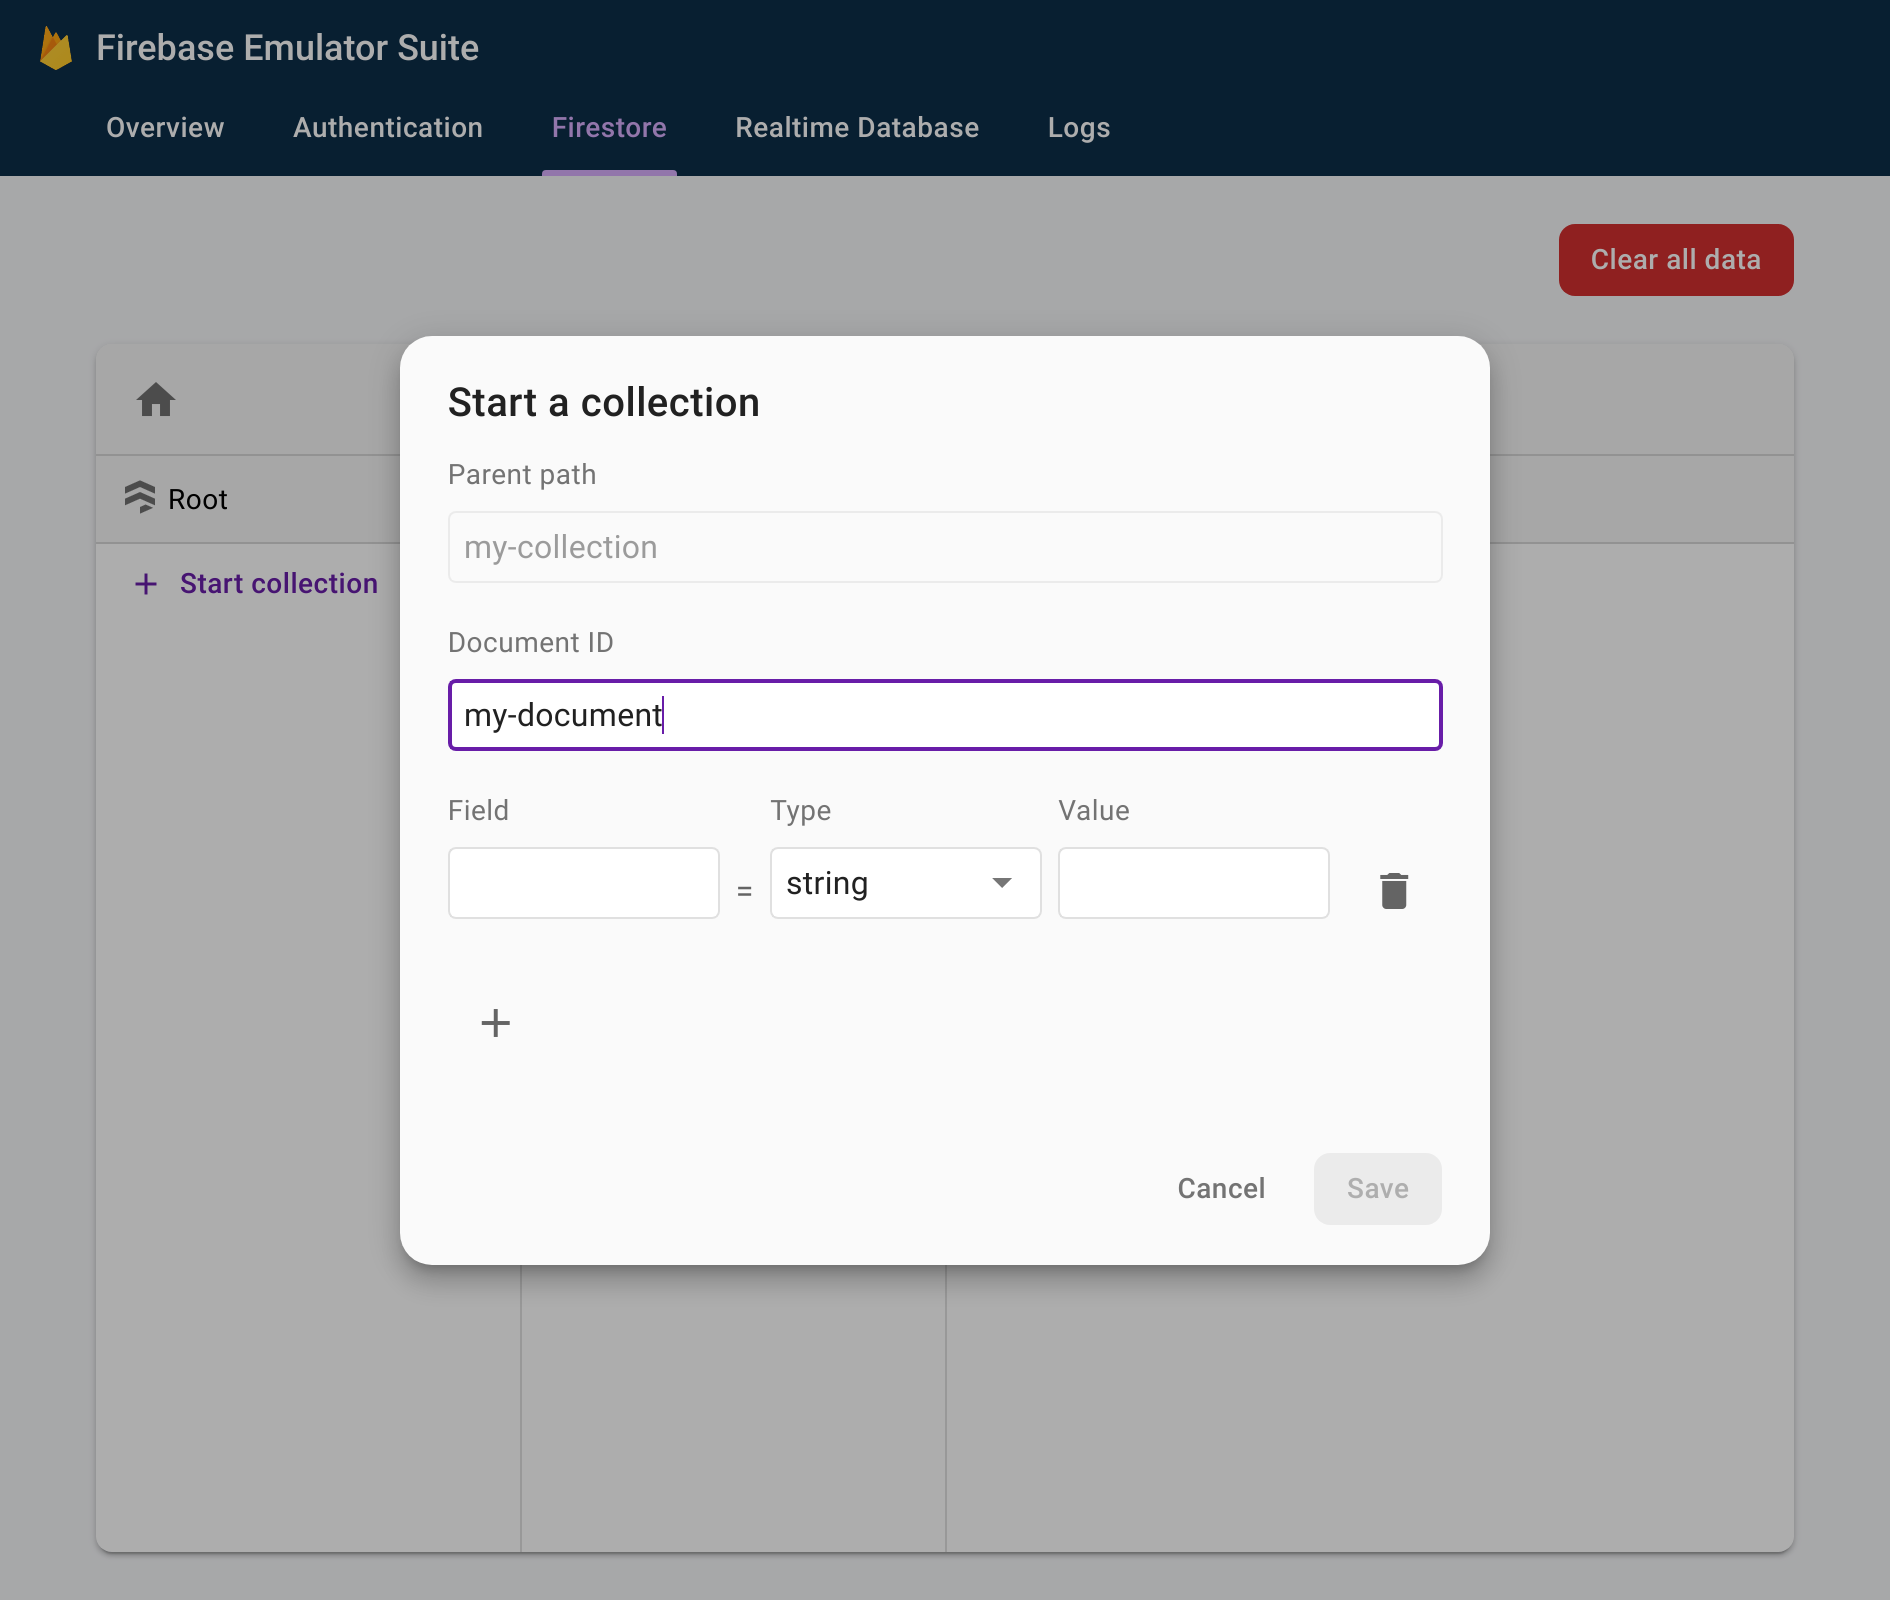 Firebase Emulator Suite
Overview Authentication Firestore Realtime Database Logs
Clear all data
Root
Start collection
Start a collection
Parent path
my-collection
Document ID
my-document
Field Type Value
= string
Cancel Save